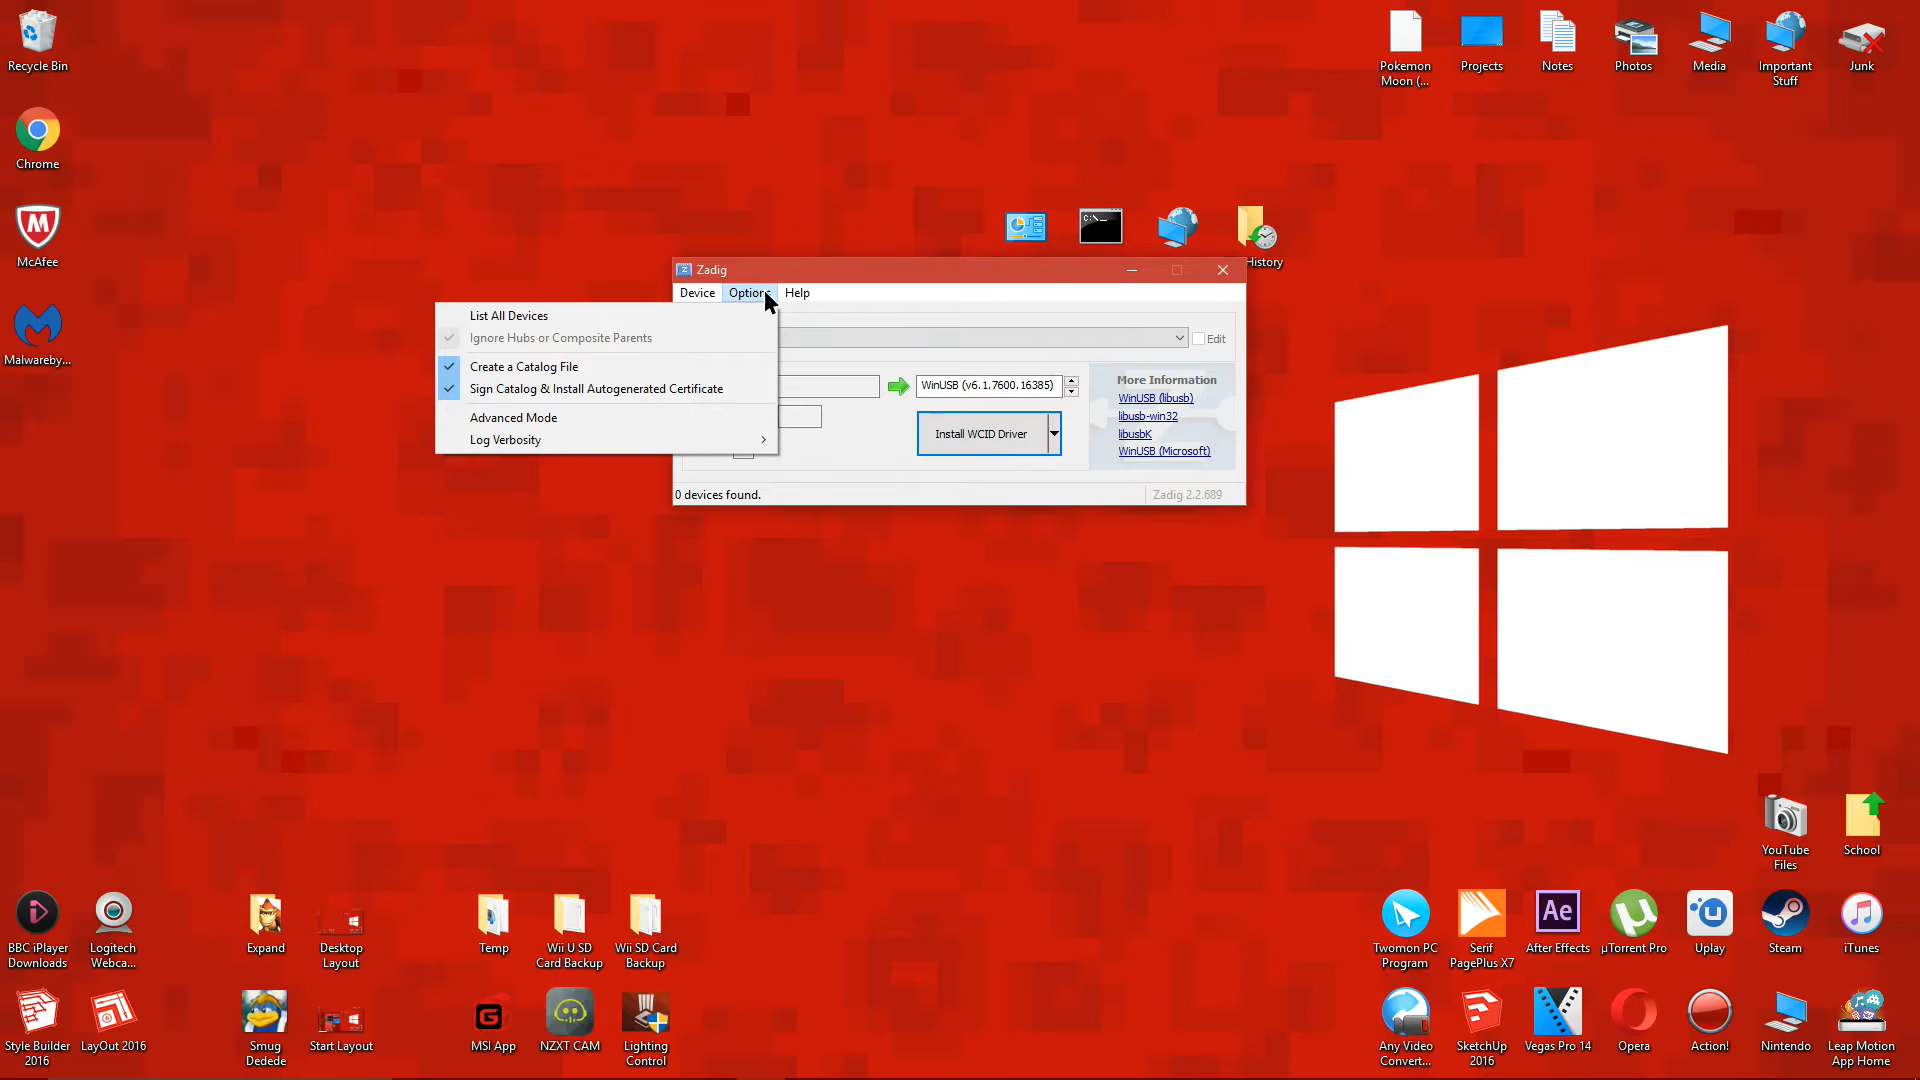 Recycle Bin
Chrome
McAfee
Malwareby...
Pokemon
Moon (...
Projects
Notes
Photos
Media
Important
Stuff
Junk
C:\_
History
Zadig
Device
Options
Help
List All Devices
Ignore Hubs or Composite Parents
Create a Catalog File
Sign Catalog & Install Autogenerated Certificate
Advanced Mode
Log Verbosity
Edit
WinUSB (v6.1.7600.16385)
Install WCID Driver
More Information
WinUSB (libusb)
libusb-win32
libusbK
WinUSB (Microsoft)
0 devices found.
Zadig 2.2.689
YouTube
Files
School
BBC iPlayer
Downloads
Logitech
Webca...
Expand
Desktop
Layout
Temp
Wii U SD
Card Backup
Wii SD Card
Backup
Twomon PC
Program
Serif
PagePlus X7
Ae
After Effects
µTorrent Pro
Uplay
Steam
iTunes
Style Builder
2016
LayOut 2016
Smug
Dedede
Start Layout
MSI App
NZXT CAM
Lighting
Control
Any Video
Convert...
SketchUp
2016
Vegas Pro 14
Opera
Action!
Nintendo
Leap Motion
App Home